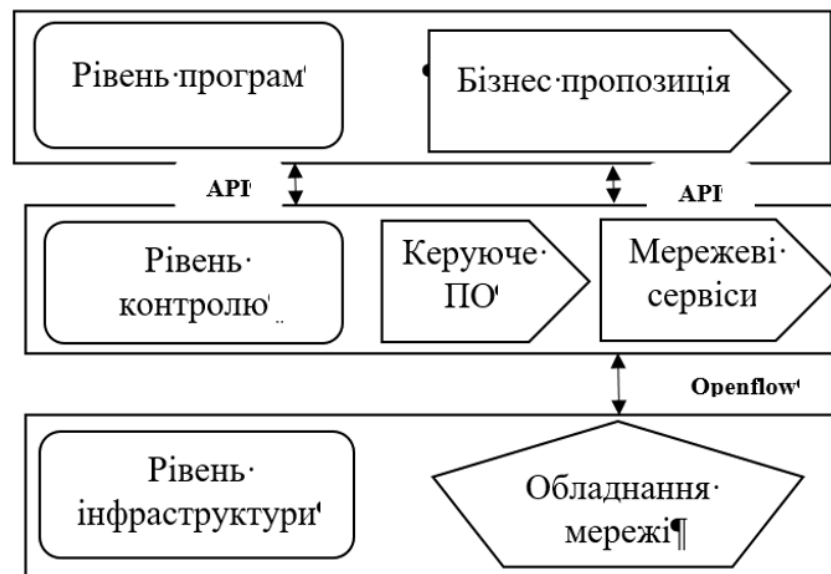 Рівень програм
Бізнес пропозиція
API
API
Рівень
контролю
Керуюче
ПО
Мережеві
сервіси
Openflow
Рівень
інфраструктури
Обладнання
мережі¶